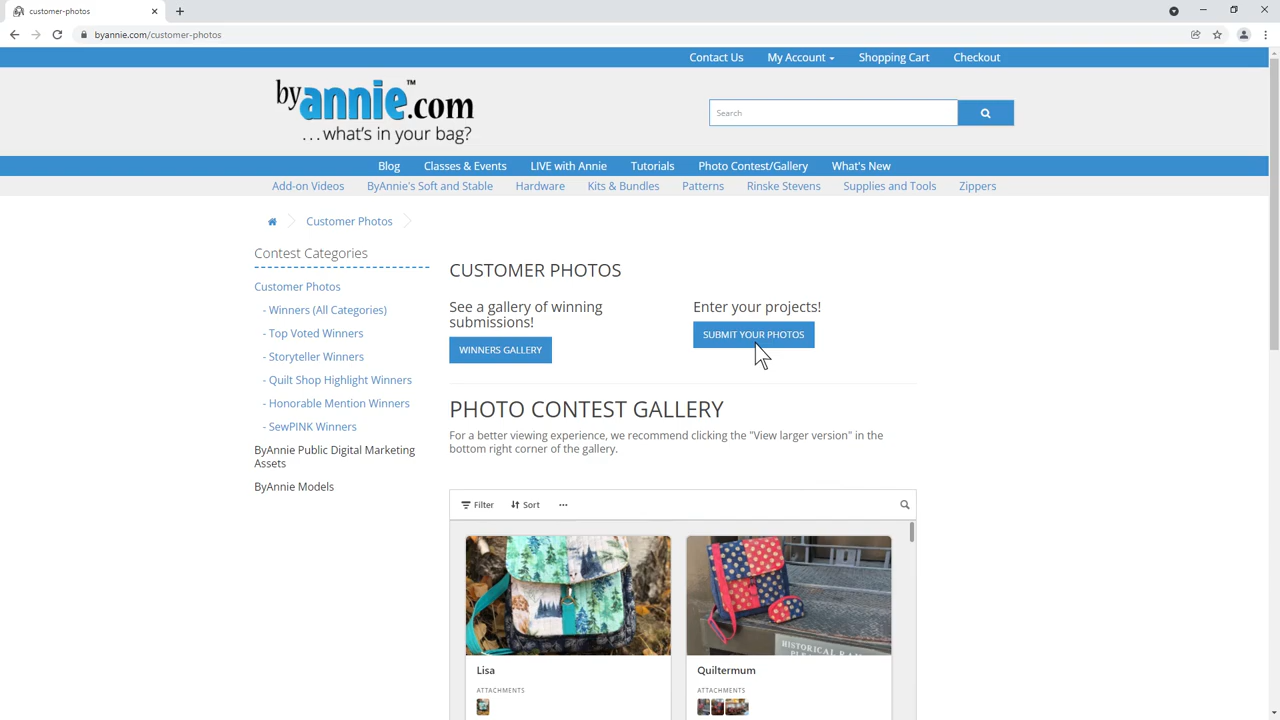 customer-photos
byannie.com/customer-photos
Contact Us My Account Shopping Cart Checkout
byannie.com™
...what's in your bag?
Search
Blog Classes & Events LIVE with Annie Tutorials Photo Contest/Gallery What's New
Add-on Videos ByAnnie's Soft and Stable Hardware Kits & Bundles Patterns Rinske Stevens Supplies and Tools Zippers
Customer Photos
Contest Categories
Customer Photos
- Winners (All Categories)
- Top Voted Winners
- Storyteller Winners
- Quilt Shop Highlight Winners
- Honorable Mention Winners
- SewPINK Winners
ByAnnie Public Digital Marketing
Assets
ByAnnie Models
CUSTOMER PHOTOS
See a gallery of winning
submissions!
WINNERS GALLERY
Enter your projects!
SUBMIT YOUR PHOTOS
PHOTO CONTEST GALLERY
For a better viewing experience, we recommend clicking the "View larger version" in the
bottom right corner of the gallery.
Filter Sort ...
HISTORICAL
Lisa
ATTACHMENTS
Quiltermum
ATTACHMENTS